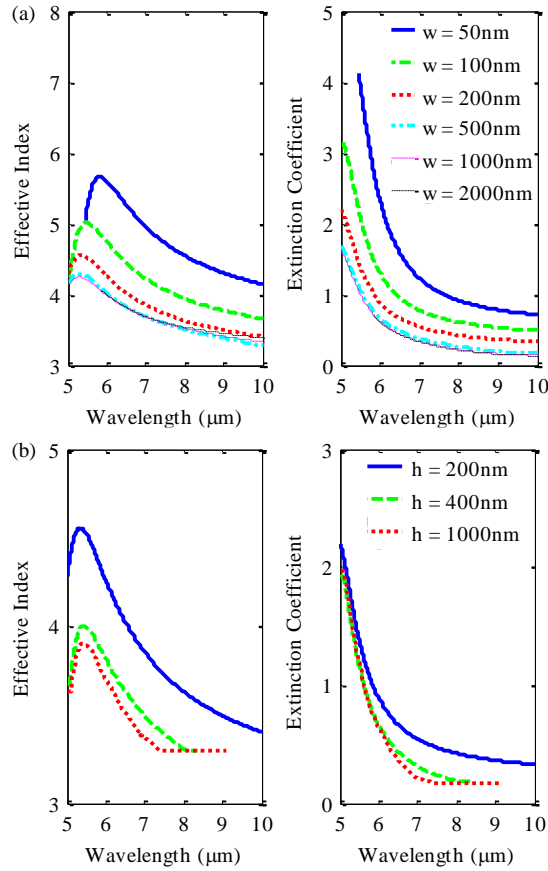 (a)
8
7
6
5
4
3
Effective Index
5 6 7 8 9 10
Wavelength (μm)
5
4
3
2
1
0
Extinction Coefficient
w = 50nm
w = 100nm
w = 200nm
w = 500nm
w = 1000nm
w = 2000nm
5 6 7 8 9 10
Wavelength (μm)
(b)
5
4
3
Effective Index
5 6 7 8 9 10
Wavelength (μm)
3
2
1
0
Extinction Coefficient
h = 200nm
h = 400nm
h = 1000nm
5 6 7 8 9 10
Wavelength (μm)